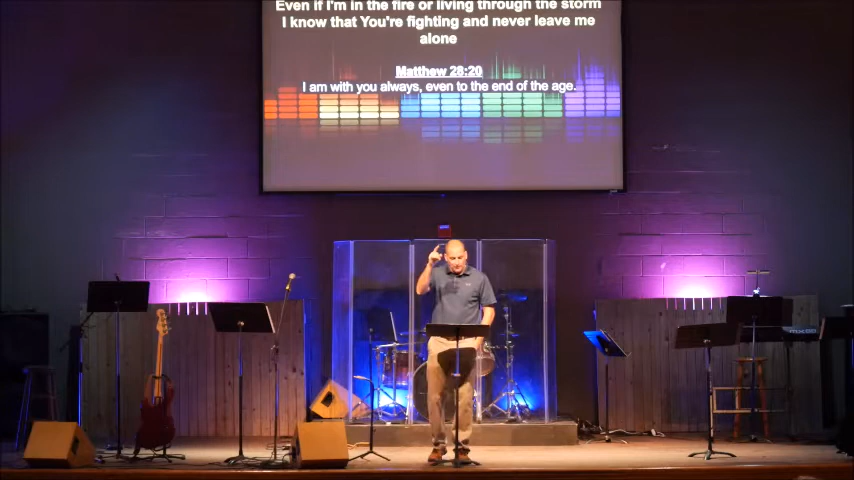 Even if I'm in the fire or living through the storm
I know that You're fighting and never leave me
alone
Matthew 28:20
I am with you always, even to the end of the age.